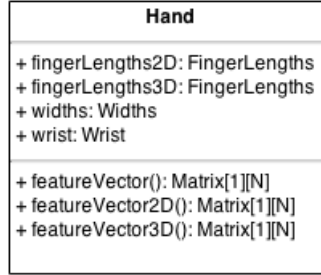 Hand
+ fingerLengths2D: FingerLengths
+ fingerLengths3D: FingerLengths
+ widths: Widths
+ wrist: Wrist
+ featureVector(): Matrix[1][N]
+ featureVector2D(): Matrix[1][N]
+ featureVector3D(): Matrix[1][N]